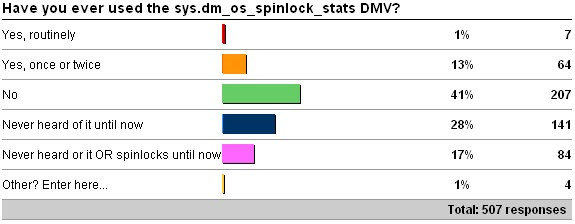 Have you ever used the sys.dm_os_spinlock_stats DMV?
Yes, routinely 1% 7
Yes, once or twice 13% 64
No 41% 207
Never heard of it until now 28% 141
Never heard or it OR spinlocks until now 17% 84
Other? Enter here... 1% 4
Total: 507 responses